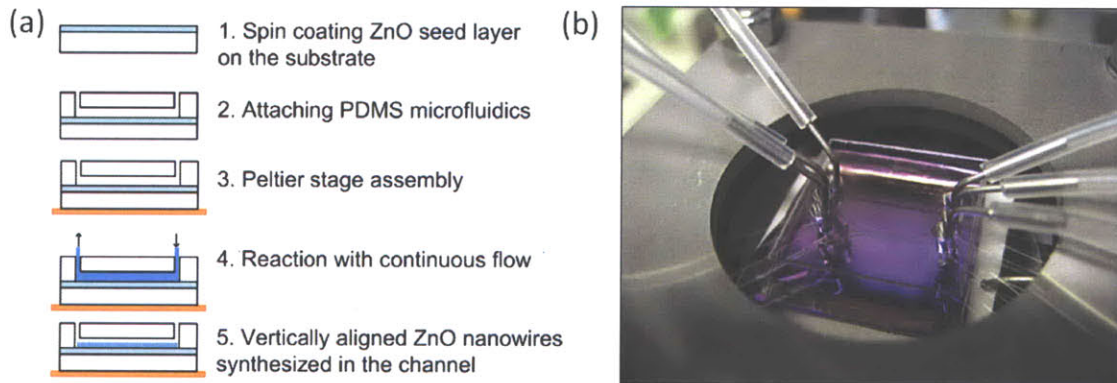 (a)
1. Spin coating ZnO seed layer
on the substrate
2. Attaching PDMS microfluidics
3. Peltier stage assembly
4. Reaction with continuous flow
5. Vertically aligned ZnO nanowires
synthesized in the channel
(b)